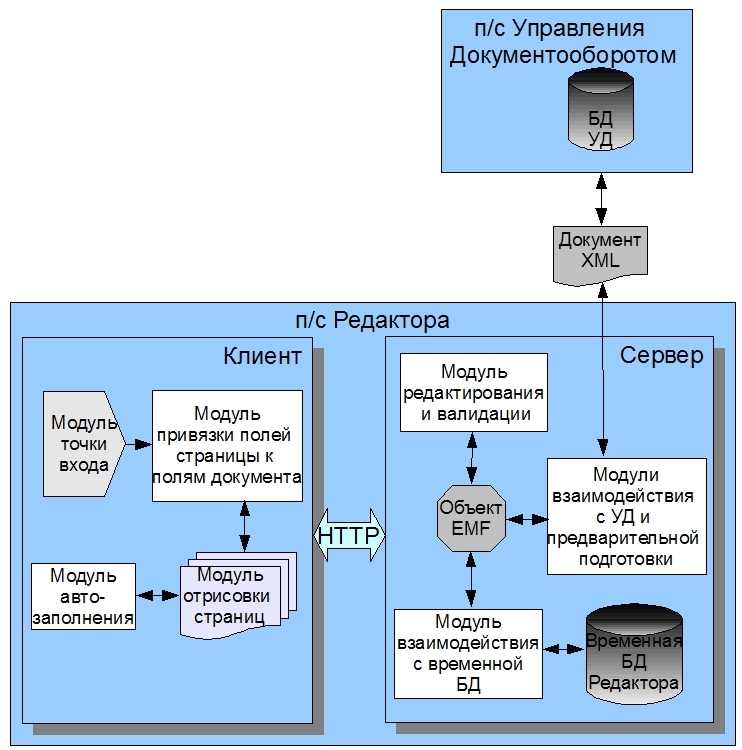 п/с Управления
Документооборотом
БД
УД
Документ
XML
п/с Редактора
Клиент
Модуль
точки
входа
Модуль
привязки полей
страницы к
полям документа
Модуль
авто-
заполнения
Модуль
отрисовки
страниц
HTTP
Сервер
Модуль
редактирования
и валидации
Объект
EMF
Модули
взаимодействия
с УД и
предварительной
подготовки
Модуль
взаимодействия
с временной
БД
Временная
БД
Редактора